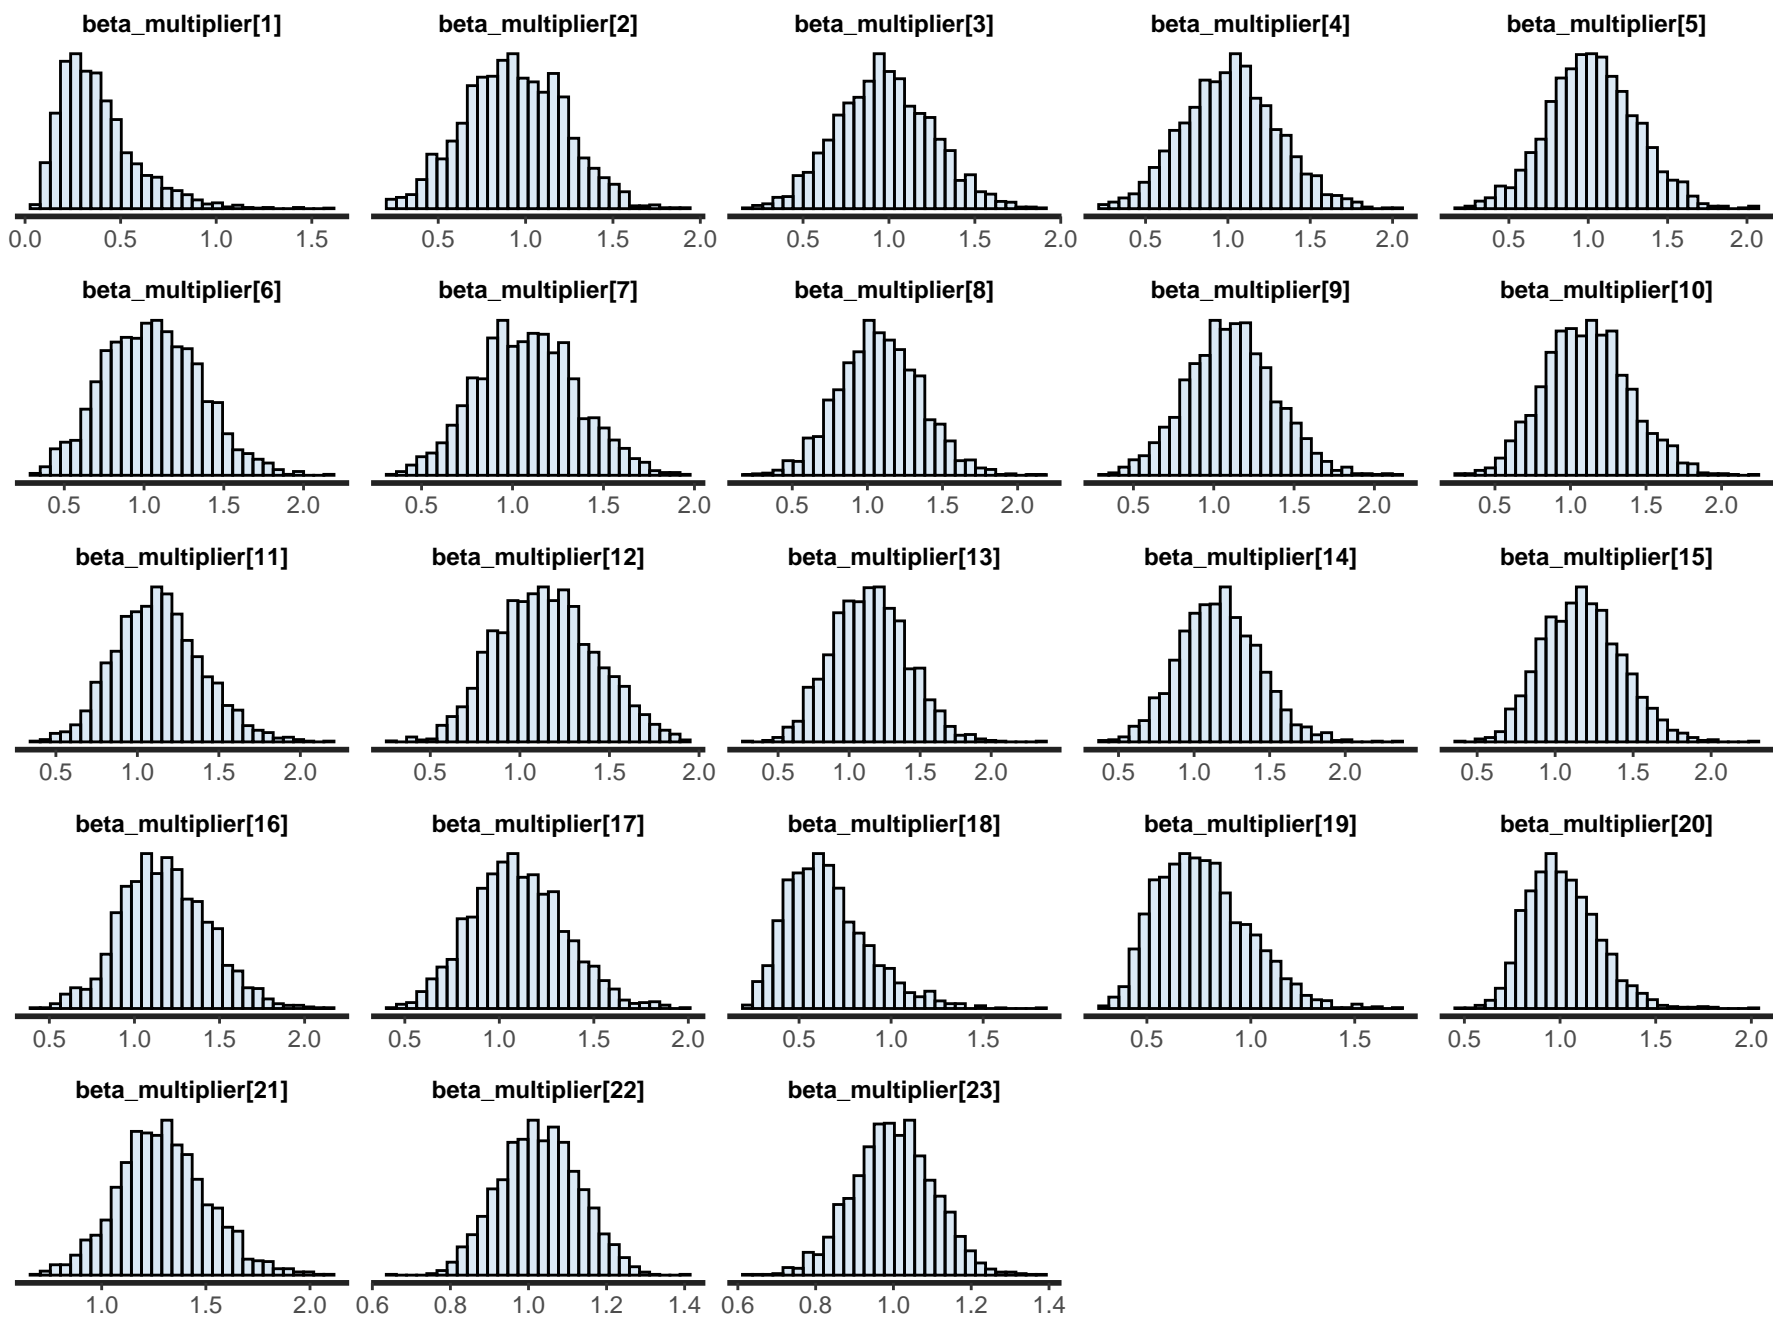 beta_multiplier[1] beta_multiplier[2] beta_multiplier[3] beta_multiplier[4] beta_multiplier[5]
0.0 0.5 1.0 1.5 0.5 1.0 1.5 2.0 0.5 1.0 1.5 2.0 0.5 1.0 1.5 2.0 0.5 1.0 1.5 2.0
beta_multiplier[6] beta_multiplier[7] beta_multiplier[8] beta_multiplier[9] beta_multiplier[10]
0.5 1.0 1.5 2.0 0.5 1.0 1.5 2.0 0.5 1.0 1.5 2.0 0.5 1.0 1.5 2.0 0.5 1.0 1.5 2.0
beta_multiplier[11] beta_multiplier[12] beta_multiplier[13] beta_multiplier[14] beta_multiplier[15]
0.5 1.0 1.5 2.0 0.5 1.0 1.5 2.0 0.5 1.0 1.5 2.0 0.5 1.0 1.5 2.0 0.5 1.0 1.5 2.0
beta_multiplier[16] beta_multiplier[17] beta_multiplier[18] beta_multiplier[19] beta_multiplier[20]
0.5 1.0 1.5 2.0 0.5 1.0 1.5 2.0 0.5 1.0 1.5 0.5 1.0 1.5 0.5 1.0 1.5 2.0
beta_multiplier[21] beta_multiplier[22] beta_multiplier[23]
1.0 1.5 2.0 0.6 0.8 1.0 1.2 1.4 0.6 0.8 1.0 1.2 1.4